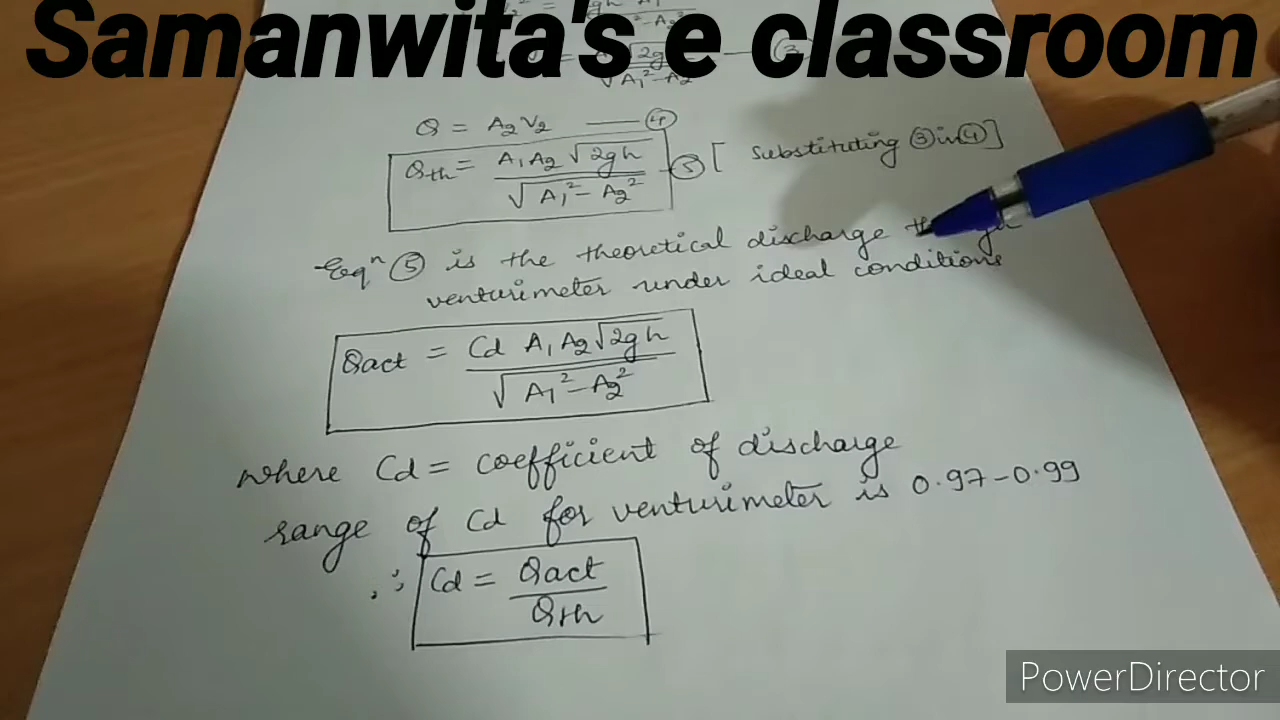 Samanwita's e classroom
Q = A₂V₂ —— ④
Qth = A₁A₂√2gh / √A₁² - A₂² - ⑤ [ substituting ③ in ④ ]
Eqⁿ ⑤ is the theoretical discharge
venturimeter under ideal conditions
Qact = Cd A₁A₂√2gh / √A₁² - A₂²
where Cd = coefficient of discharge
range of Cd for venturimeter is 0.97 - 0.99
∴ Cd = Qact / Qth
PowerDirector